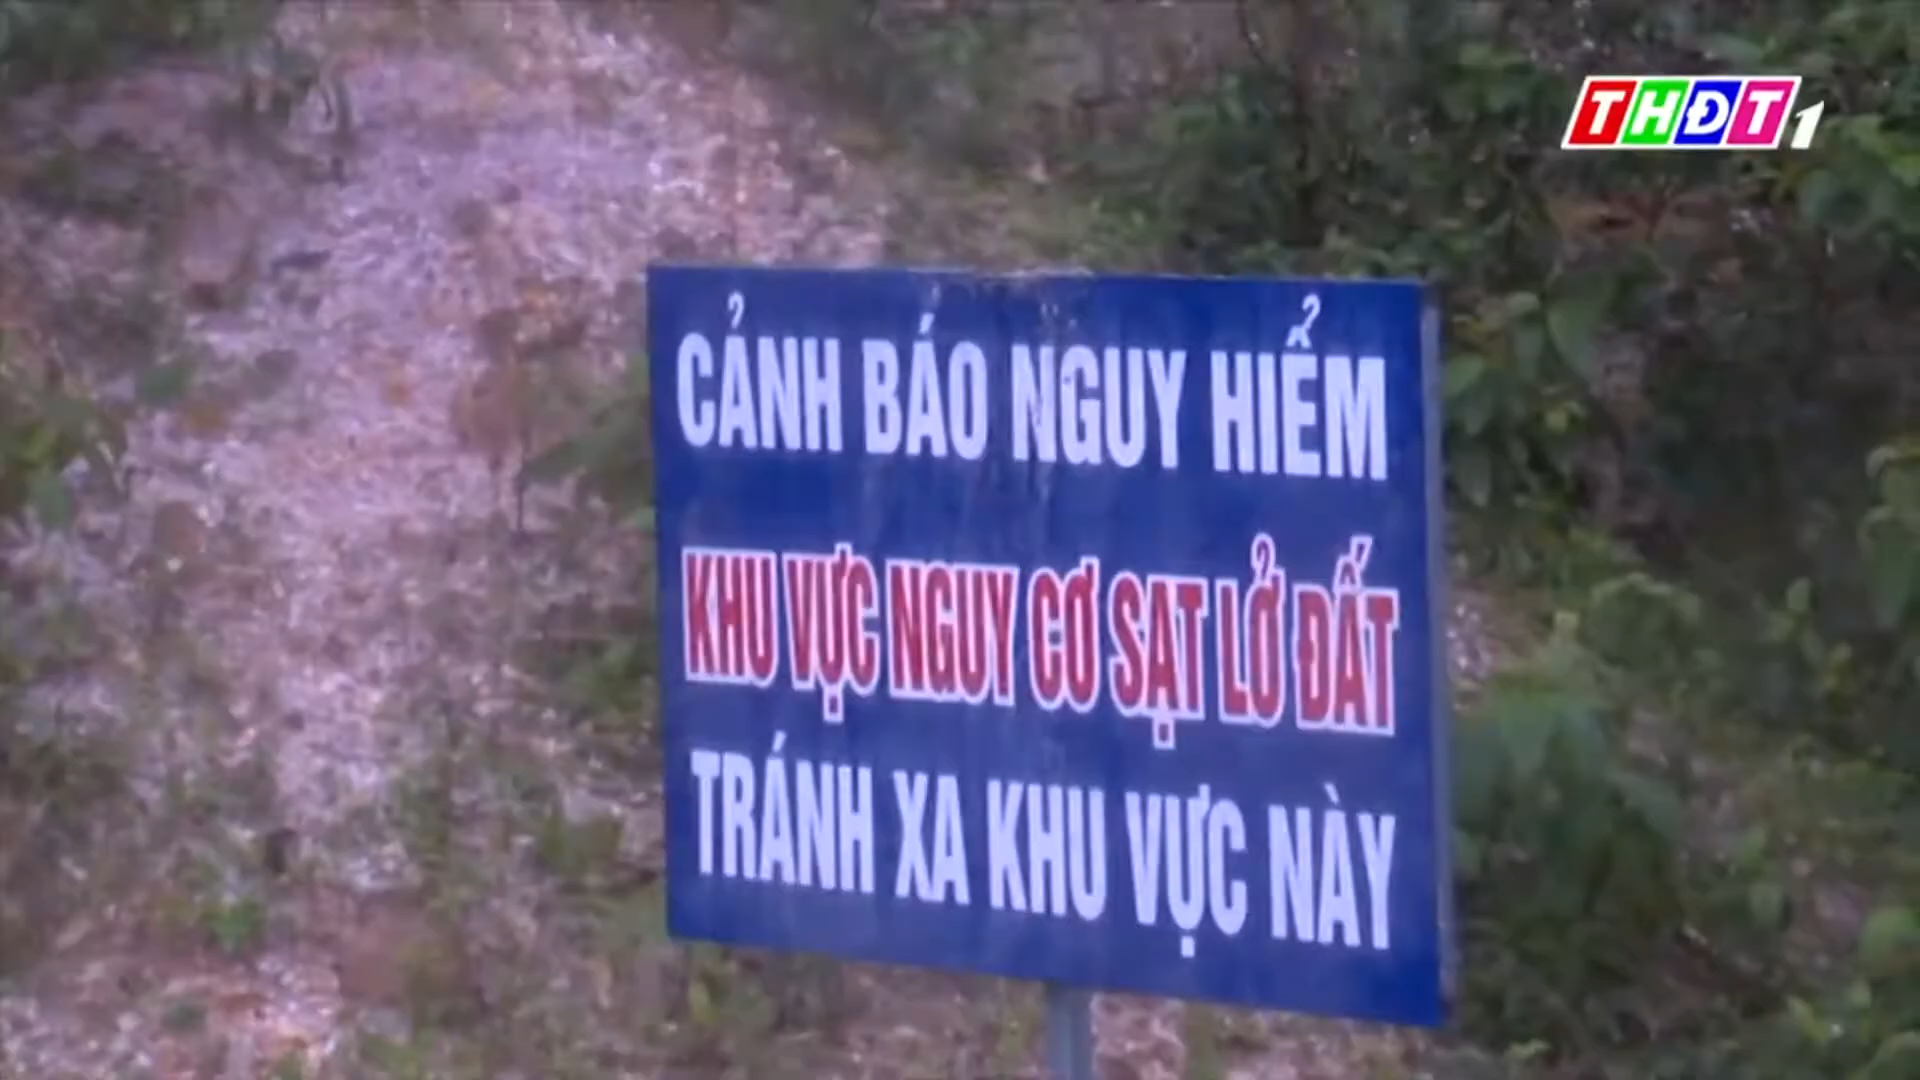 THĐT1
CẢNH BÁO NGUY HIỂM
KHU VỰC NGUY CƠ SẠT LỞ ĐẤT
TRÁNH XA KHU VỰC NÀY